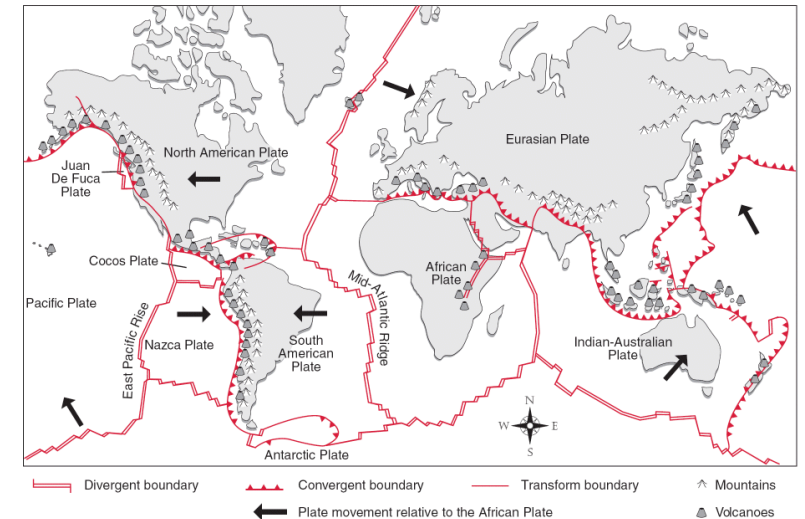 Eurasian Plate
North American Plate
Juan
De Fuca
Plate
Cocos Plate
African
Plate
Mid-Atlantic Ridge
Pacific Plate
East Pacific Rise
Nazca Plate
South
American
Plate
Indian-Australian
Plate
N
W
E
S
Antarctic Plate
Divergent boundary
Convergent boundary
Transform boundary
Mountains
Plate movement relative to the African Plate
Volcanoes